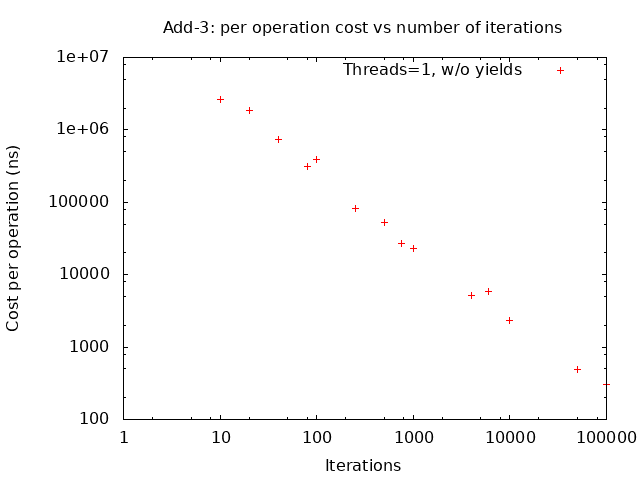 Add-3: per operation cost vs number of iterations
1e+07
Threads=1, w/o yields
1e+06
100000
10000
1000
100
Cost per operation (ns)
1 10 100 1000 10000 100000
Iterations